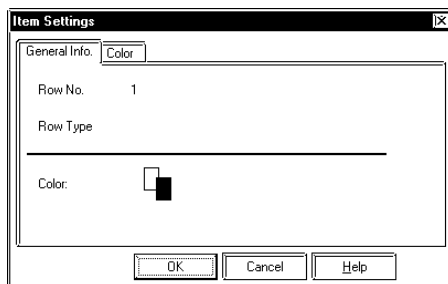 Item Settings
General Info. Color
Row No. 1
Row Type
Color:
OK Cancel Help